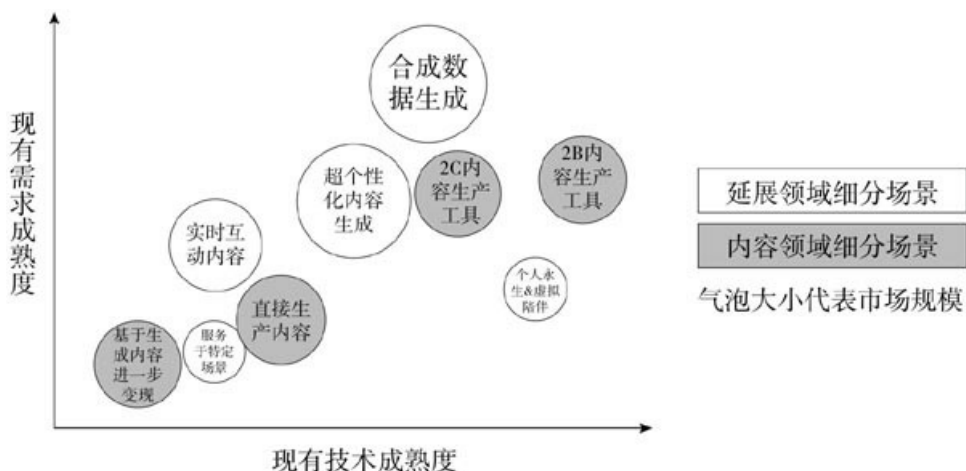 现有需求成熟度
合成数
据生成
超个性
化内容
生成
2C内
容生产
工具
2B内
容生产
工具
实时互
动内容
个人永
生&虚拟
陪伴
直接生
产内容
服务
于特定
场景
基于生
成内容
进一步
变现
现有技术成熟度
延展领域细分场景
内容领域细分场景
气泡大小代表市场规模